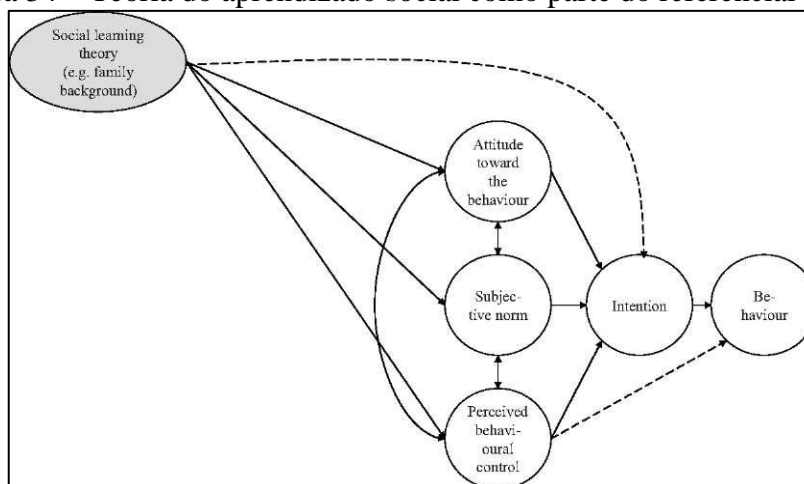 Teoria do aprendizado social como parte do referencial
Social learning
theory
(e.g. family
background)
Attitude
toward
the
behaviour
Subjec-
tive norm
Intention
Be-
haviour
Perceived
behavi-
oural
control